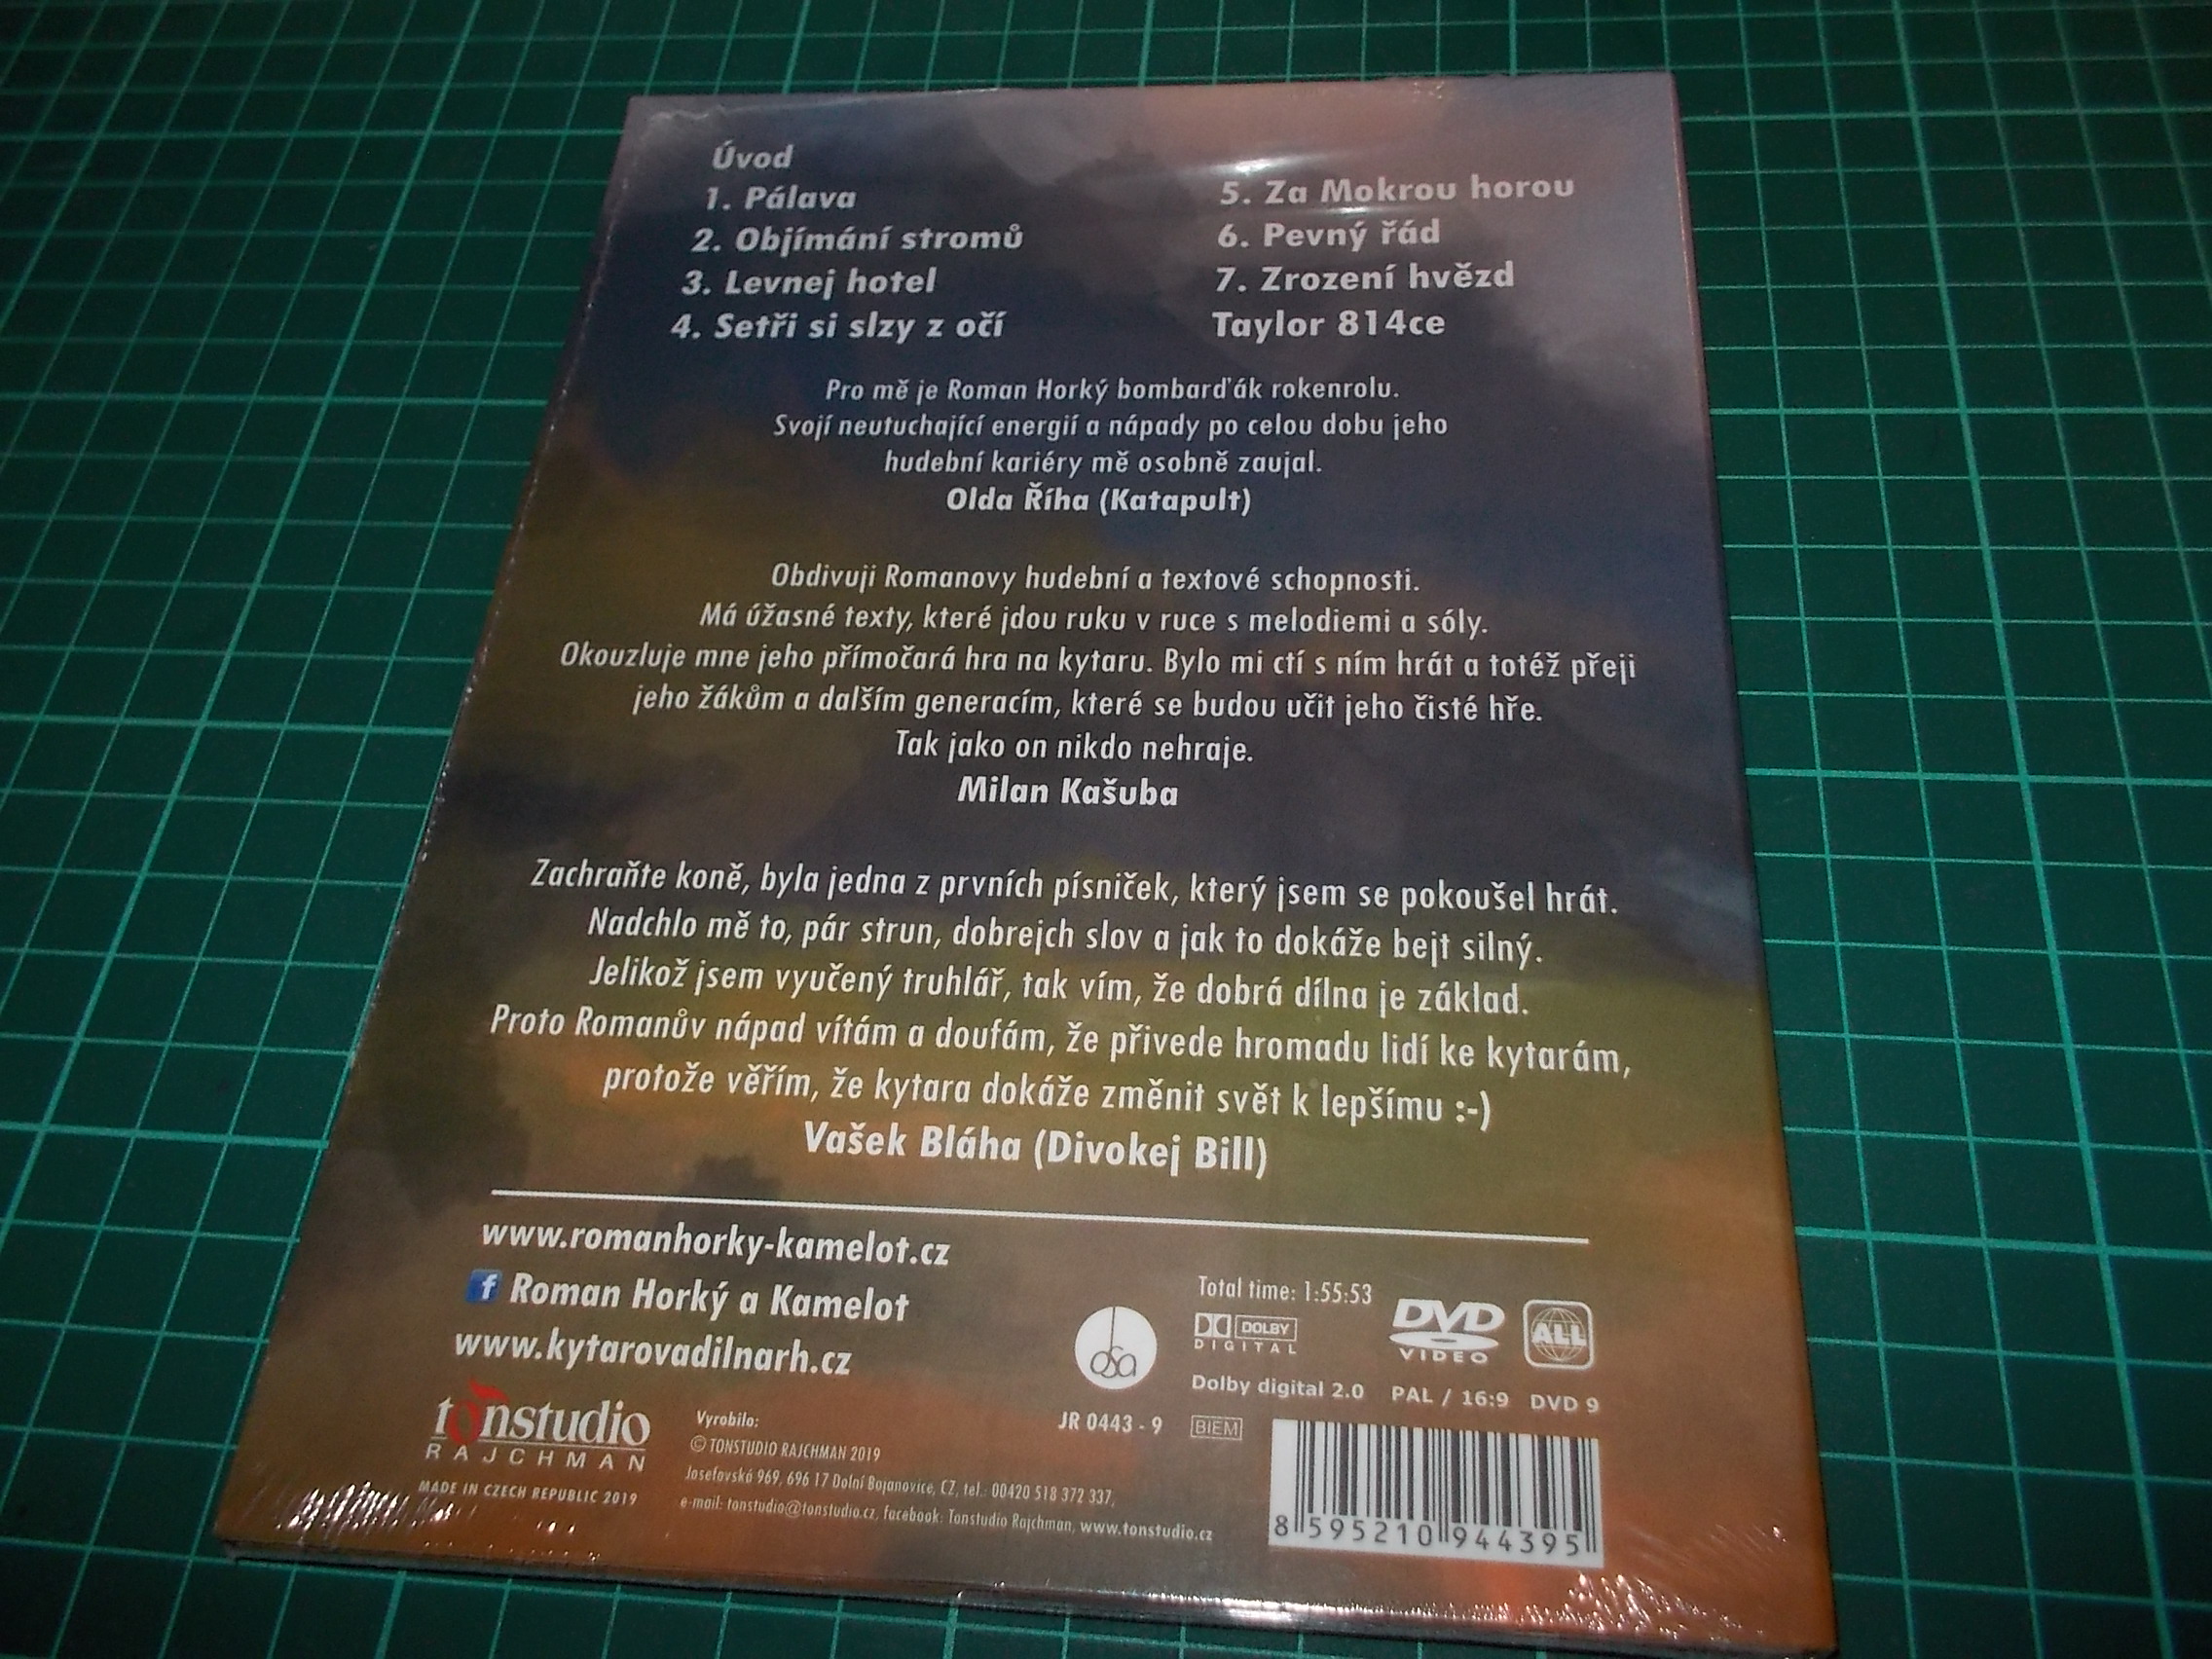 Úvod
1. Pálava
2. Objímání stromů
3. Levnej hotel
4. Setři si slzy z očí
5. Za Mokrou horou
6. Pevný řád
7. Zrození hvězd
Taylor 814ce
Pro mě je Roman Horký bombarďák rokenrolu.
Svojí neutuchající energií a nápady po celou dobu jeho
hudební kariéry mě osobně zaujal.
Olda Říha (Katapult)
Obdivuji Romanovy hudební a textové schopnosti.
Má úžasné texty, které jdou ruku v ruce s melodiemi a sóly.
Okouzluje mne jeho přímočará hra na kytaru. Bylo mi ctí s ním hrát a totéž přeji
jeho žákům a dalším generacím, které se budou učit jeho čisté hře.
Tak jako on nikdo nehraje.
Milan Kašuba
Zachraňte koně, byla jedna z prvních písniček, který jsem se pokoušel hrát.
Nadchlo mě to, pár strun, dobrejch slov a jak to dokáže bejt silný.
Jelikož jsem vyučený truhlář, tak vím, že dobrá dílna je základ.
Proto Romanův nápad vítám a doufám, že přivede hromadu lidí ke kytarám,
protože věřím, že kytara dokáže změnit svět k lepšímu :-)
Vašek Bláha (Divokej Bill)
www.romanhorky-kamelot.cz
f Roman Horký a Kamelot
www.kytarovadilnarh.cz
tonstudio
RAJCHMAN
MADE IN CZECH REPUBLIC 2019
Vyrobilo:
© TONSTUDIO RAJCHMAN 2019
Josefovská 969, 696 17 Dolní Bojanovice, CZ, tel.: 00420 518 372 337,
e-mail: tonstudio@tonstudio.cz, facebook: Tonstudio Rajchman, www.tonstudio.cz
osa
JR 0443 - 9
BIEM
Total time: 1:55:53
DOLBY
DIGITAL
DVD
VIDEO
ALL
Dolby digital 2.0 PAL / 16:9 DVD 9
8 595210 944395